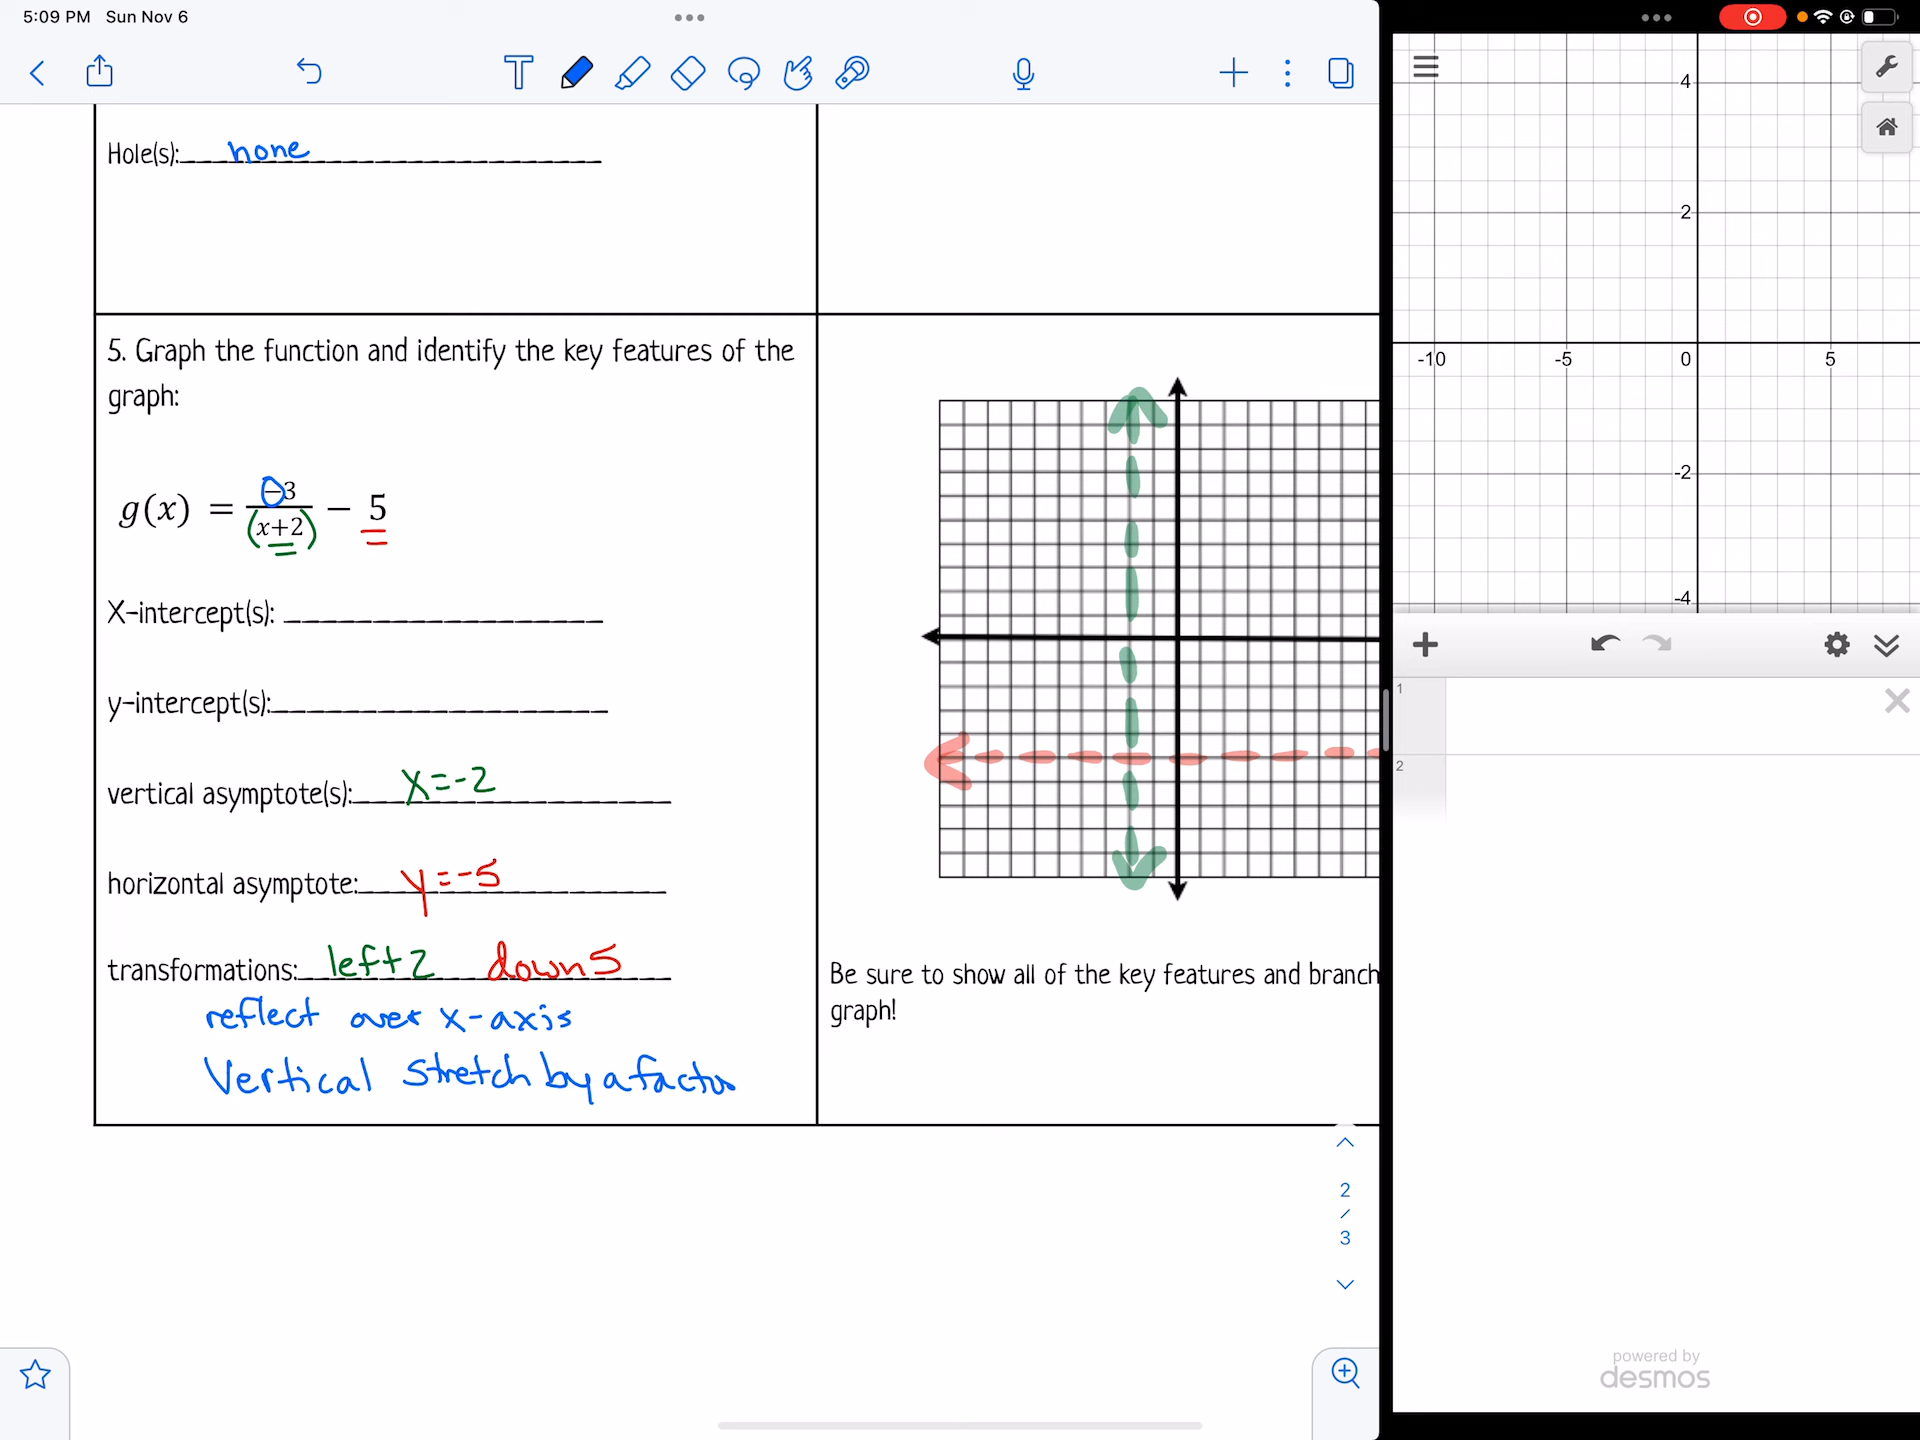 5:09 PM Sun Nov 6
Hole(s): none
5. Graph the function and identify the key features of the
graph:
g(x) = -3/(x+2) - 5
X-intercept(s):
y-intercept(s):
vertical asymptote(s): x=-2
horizontal asymptote: y=-5
transformations: left 2 down 5
reflect over x-axis
Vertical stretch by a facto
Be sure to show all of the key features and branch
graph!
2
/
3
4
2
-10 -5 0 5
-2
-4
1
2
powered by
desmos